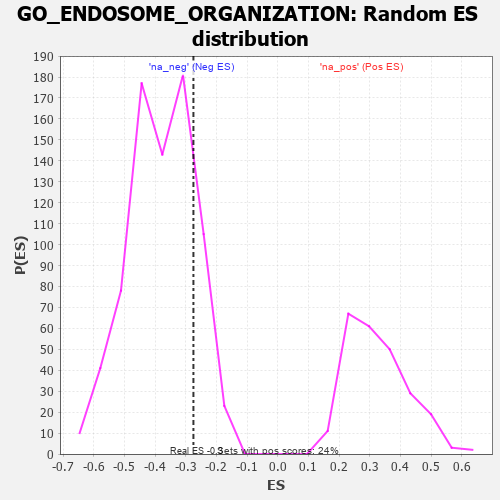 GO_ENDOSOME_ORGANIZATION: Random ES
distribution
'na_neg' (Neg ES)
'na_pos' (Pos ES)
190
180
170
160
150
140
130
120
110
100
90
80
70
60
50
40
30
20
10
0
P(ES)
Real ES -0.3
Sets with pos scores: 24%
-0.7 -0.6 -0.5 -0.4 -0.3 -0.2 -0.1 0.0 0.1 0.2 0.3 0.4 0.5 0.6
ES